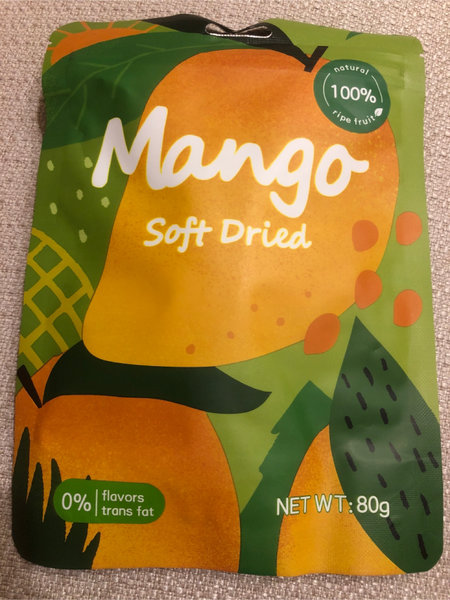 natural
100%
ripe fruit
Mango
Soft Dried
0%
flavors
trans fat
NET WT: 80g